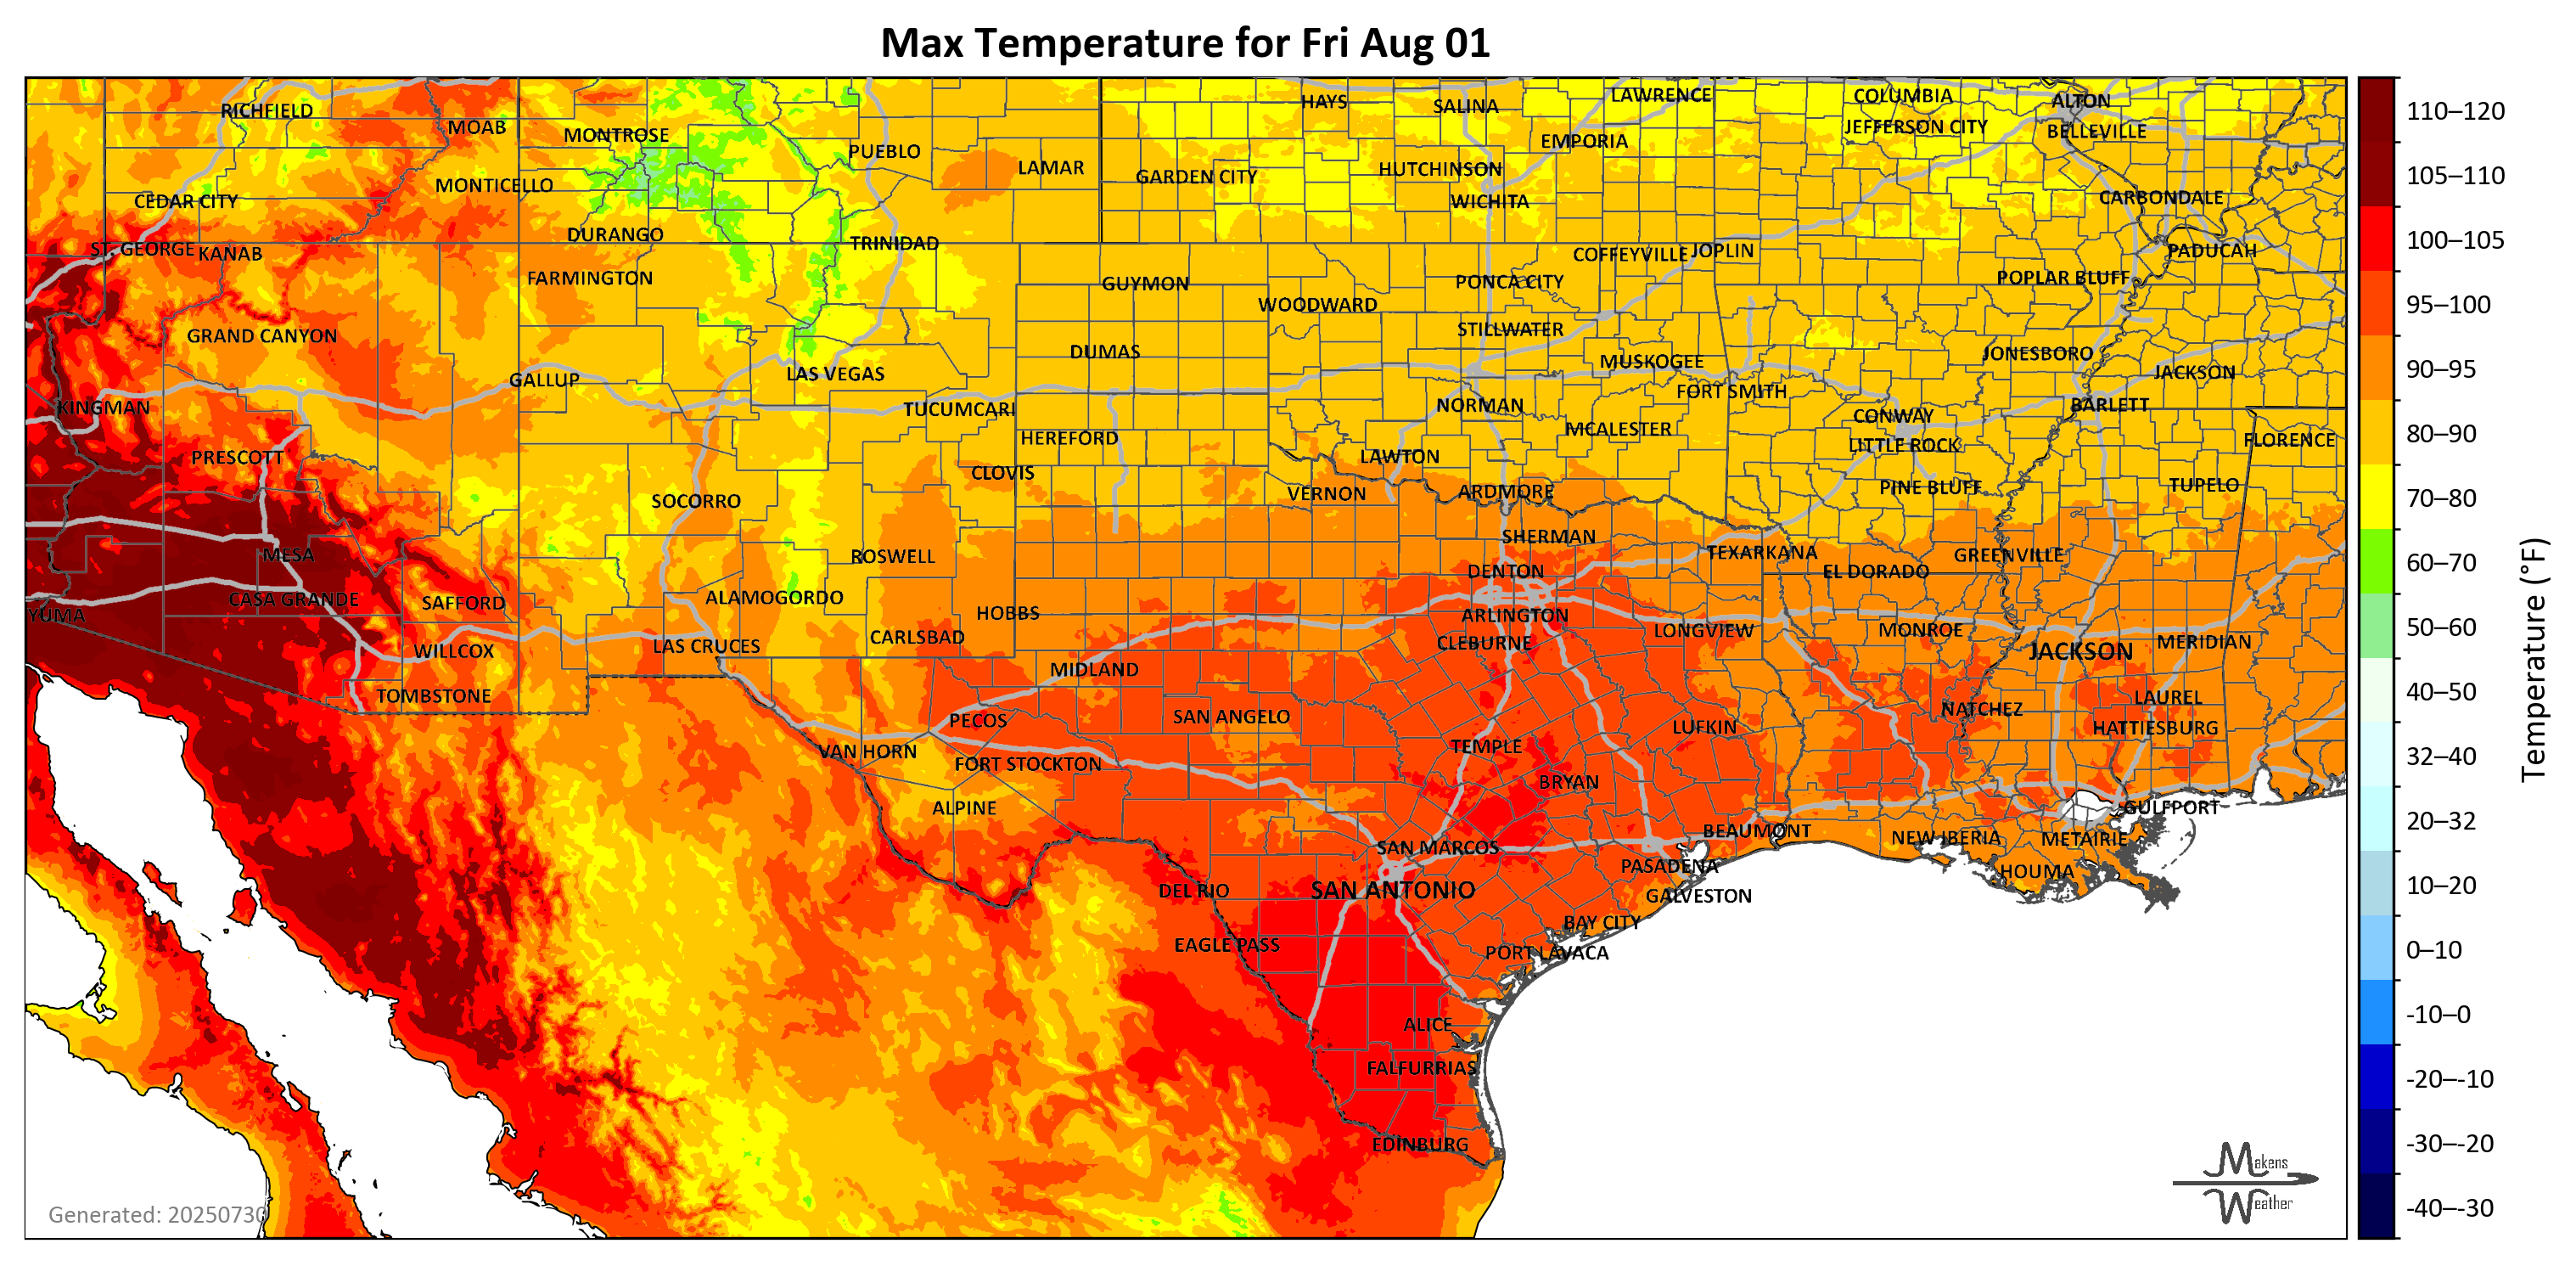 Max Temperature for Fri Aug 01
RICHFIELD
MOAB
MONTROSE
PUEBLO
LAMAR
HAYS
SALINA
LAWRENCE
COLUMBIA
ALTON
JEFFERSON CITY
BELLEVILLE
EMPORIA
GARDEN CITY
HUTCHINSON
WICHITA
MONTICELLO
CEDAR CITY
CARBONDALE
ST. GEORGE
KANAB
DURANGO
TRINIDAD
COFFEYVILLE
JOPLIN
PADUCAH
FARMINGTON
GUYMON
PONCA CITY
POPLAR BLUFF
WOODWARD
GRAND CANYON
STILLWATER
DUMAS
MUSKOGEE
JONESBORO
GALLUP
LAS VEGAS
FORT SMITH
JACKSON
KINGMAN
TUCUMCARI
NORMAN
CONWAY
BARLETT
HEREFORD
MCALESTER
LITTLE ROCK
FLORENCE
PRESCOTT
CLOVIS
LAWTON
SOCORRO
VERNON
ARDMORE
PINE BLUFF
TUPELO
MESA
ROSWELL
SHERMAN
TEXARKANA
GREENVILLE
DENTON
EL DORADO
CASA GRANDE
SAFFORD
ALAMOGORDO
HOBBS
ARLINGTON
YUMA
WILLCOX
LAS CRUCES
CARLSBAD
CLEBURNE
LONGVIEW
MONROE
JACKSON
MERIDIAN
MIDLAND
TOMBSTONE
PECOS
SAN ANGELO
NATCHEZ
LAUREL
LUFKIN
HATTIESBURG
VAN HORN
FORT STOCKTON
TEMPLE
BRYAN
ALPINE
GULFPORT
BEAUMONT
NEW IBERIA
METAIRIE
SAN MARCOS
PASADENA
HOUMA
DEL RIO
SAN ANTONIO
GALVESTON
BAY CITY
EAGLE PASS
PORT LAVACA
ALICE
FALFURRIAS
EDINBURG
Generated: 20250730
Makens
Weather
110–120
105–110
100–105
95–100
90–95
80–90
70–80
60–70
50–60
40–50
32–40
20–32
10–20
0–10
-10–0
-20–-10
-30–-20
-40–-30
Temperature (°F)